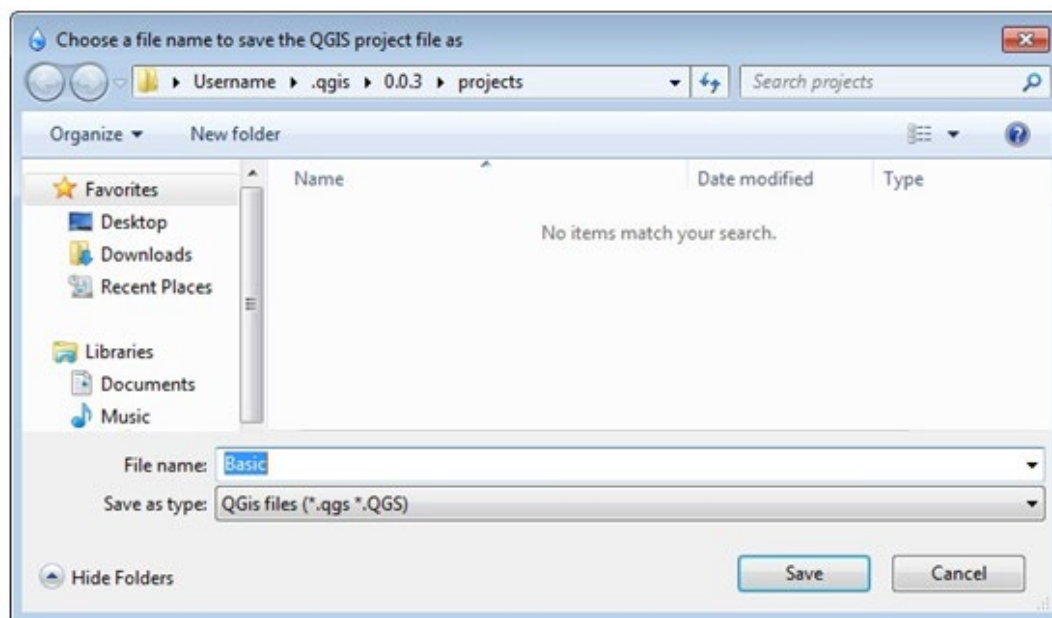 Choose a file name to save the QGIS project file as
Username .qgis 0.0.3 projects Search projects
Organize New folder
Favorites
Desktop
Downloads
Recent Places
Libraries
Documents
Music
Name Date modified Type
No items match your search.
File name: Basic
Save as type: QGis files (*.qgs *.QGS)
Hide Folders Save Cancel